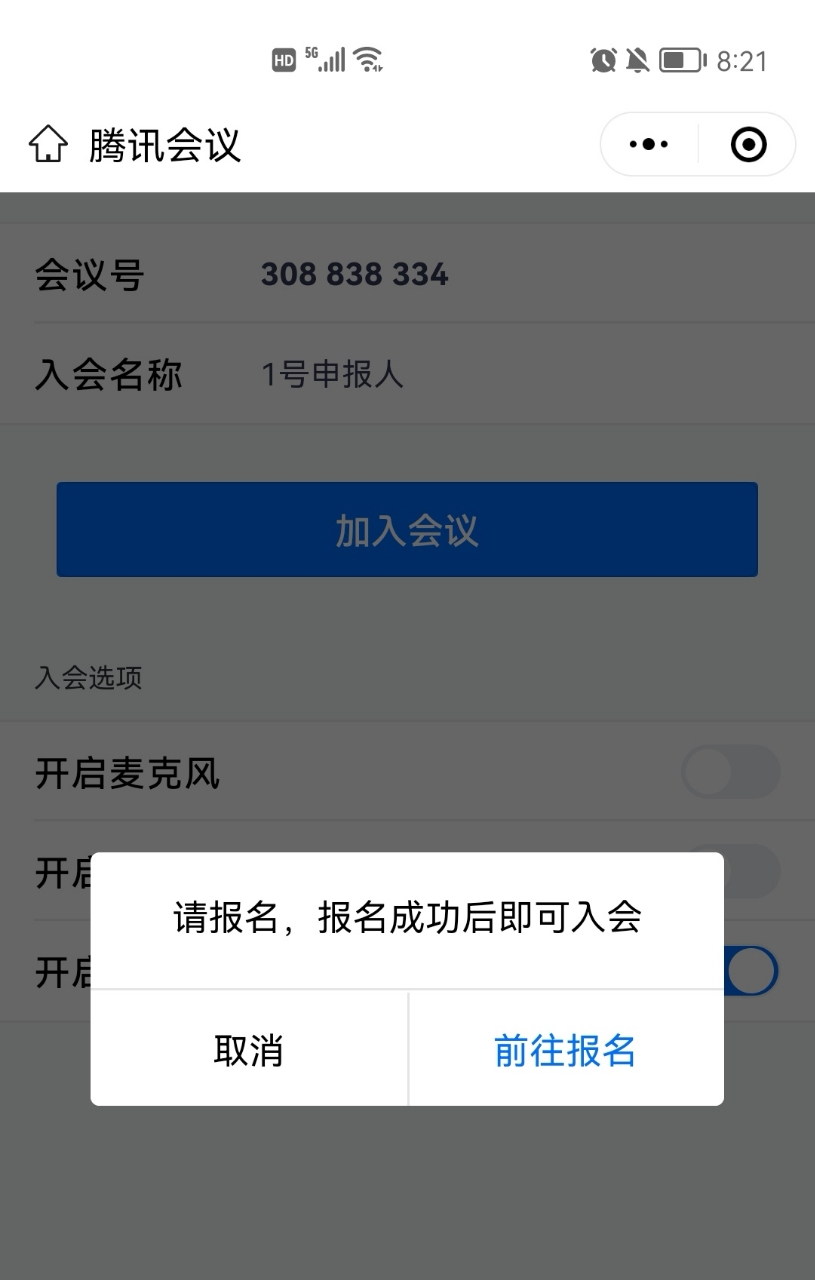 HD 5G 8:21
腾讯会议
会议号 308 838 334
入会名称 1号申报人
加入会议
入会选项
开启麦克风
开启
请报名，报名成功后即可入会
开启
取消 前往报名